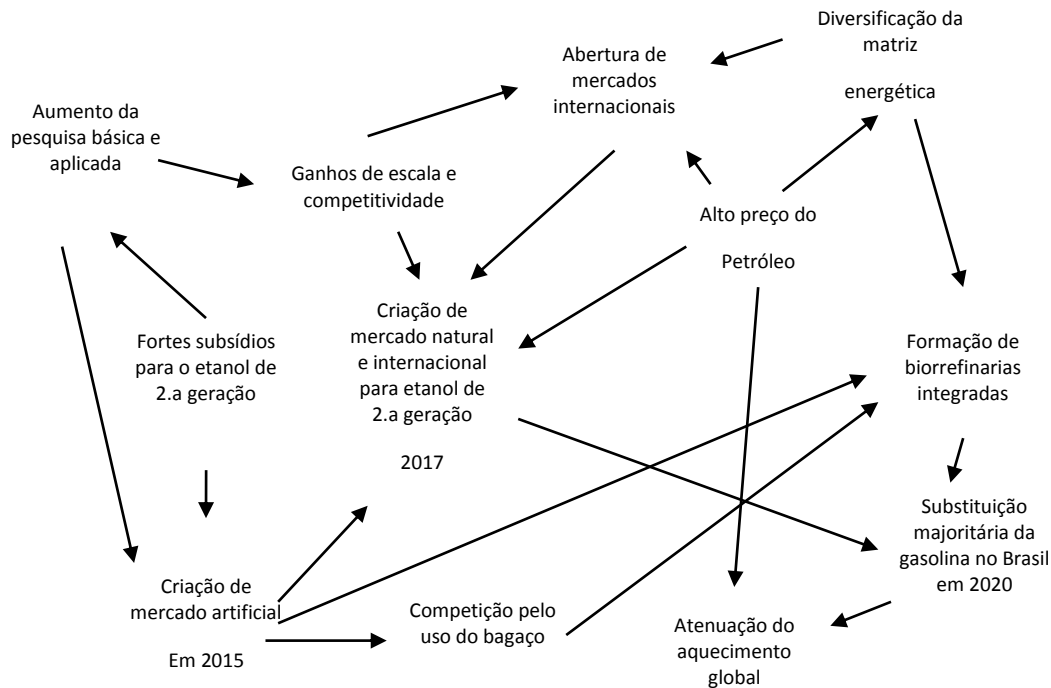 Diversificação da
matriz
energética
Abertura de
mercados
internacionais
Aumento da
pesquisa básica e
aplicada
Ganhos de escala e
competitividade
Alto preço do
Petróleo
Fortes subsídios
para o etanol de
2.a geração
Criação de
mercado natural
e internacional
para etanol de
2.a geração
2017
Formação de
biorrefinarias
integradas
Substituição
majoritária da
gasolina no Brasil
em 2020
Criação de
mercado artificial
Em 2015
Competição pelo
uso do bagaço
Atenuação do
aquecimento
global